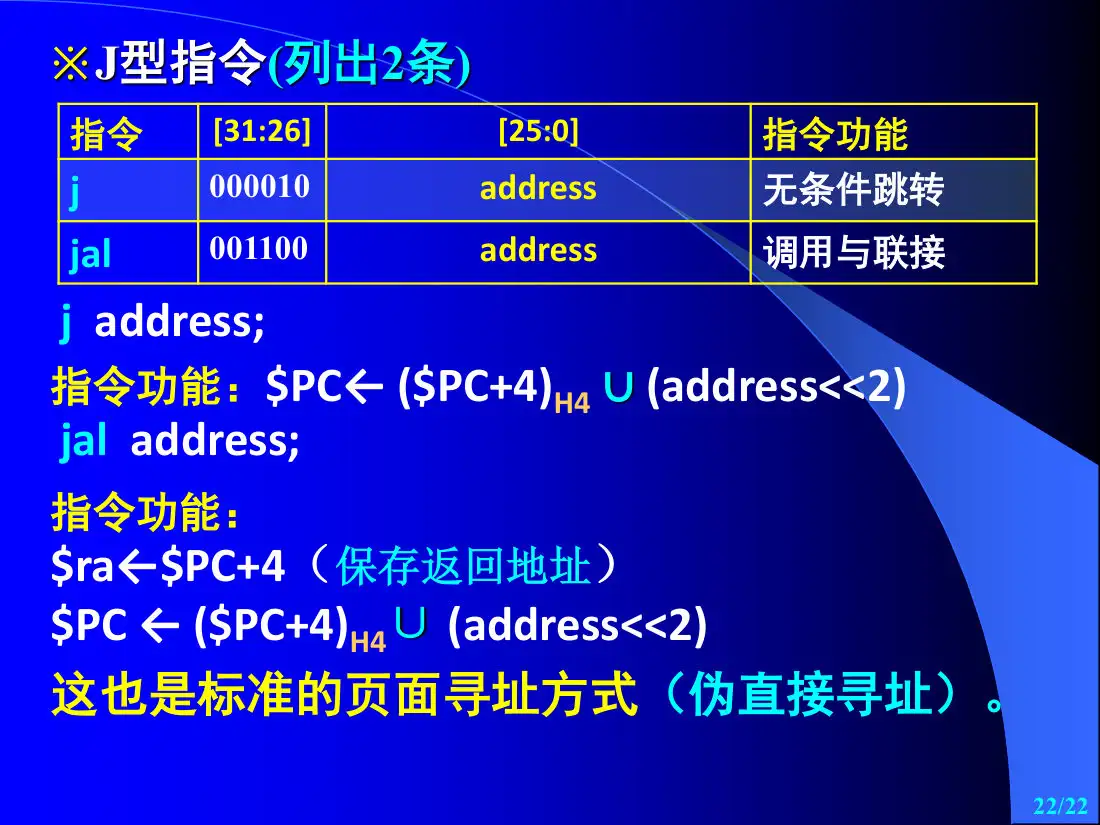 ※J型指令(列出2条)
指令 [31:26] [25:0] 指令功能
j 000010 address 无条件跳转
jal 001100 address 调用与联接
j address;
指令功能：$PC← ($PC+4)H4 ∪ (address<<2)
jal address;
指令功能：
$ra←$PC+4（保存返回地址）
$PC ← ($PC+4)H4 ∪ (address<<2)
这也是标准的页面寻址方式（伪直接寻址）。
22/22